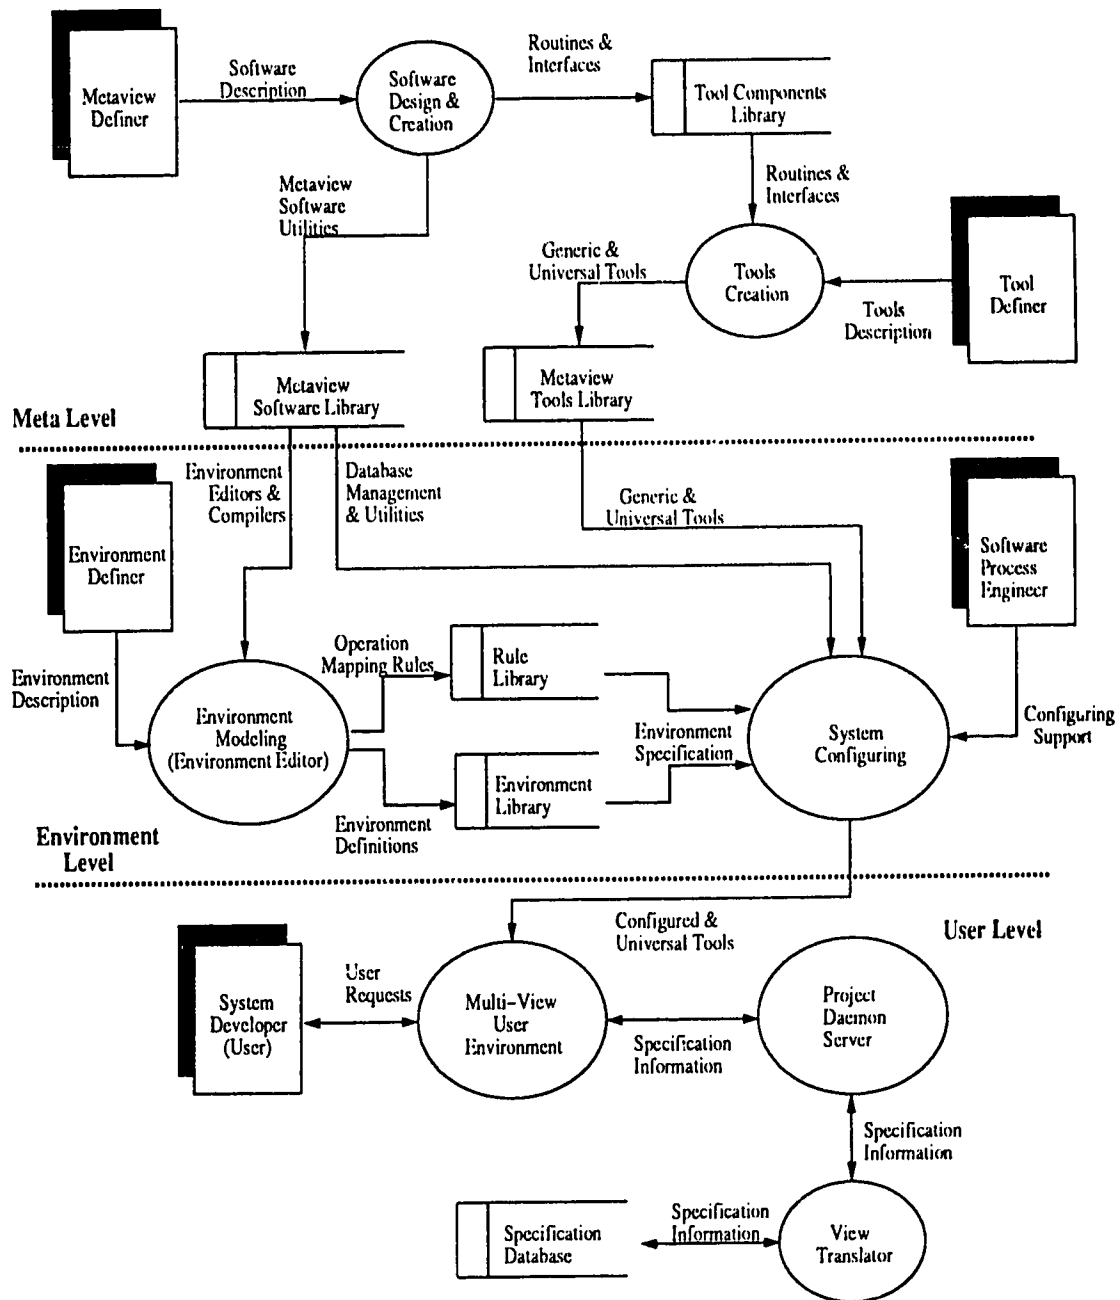 Routines &
Interfaces
Software
Description
Metaview
Definer
Software
Design &
Creation
Tool Components
Library
Metaview
Software
Utilities
Routines &
Interfaces
Generic &
Universal Tools
Tools
Creation
Tools
Description
Tool
Definer
Metaview
Software Library
Metaview
Tools Library
Meta Level
Environment
Editors &
Compilers
Database
Management
& Utilities
Generic &
Universal Tools
Environment
Definer
Software
Process
Engineer
Environment
Description
Operation
Mapping Rules
Rule
Library
Environment
Modeling
(Environment Editor)
Environment
Specification
System
Configuring
Configuring
Support
Environment
Library
Environment
Definitions
Environment
Level
Configured &
Universal Tools
User Level
System
Developer
(User)
User
Requests
Multi-View
User
Environment
Specification
Information
Project
Daemon
Server
Specification
Information
Specification
Database
Specification
Information
View
Translator